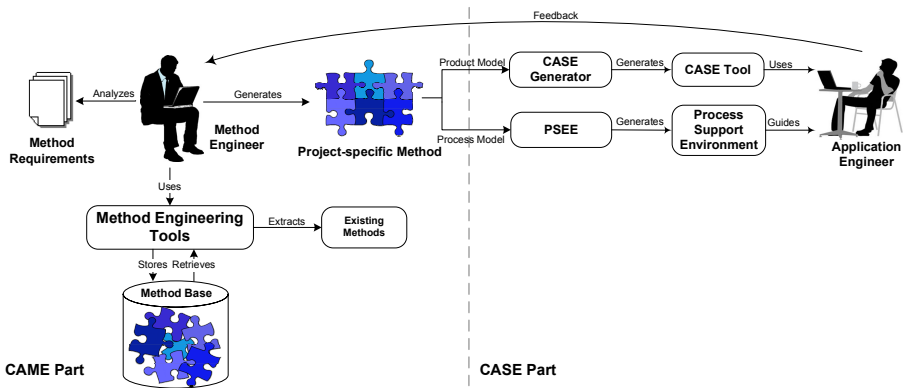 Feedback
Analyzes
Generates
Method
Requirements
Method
Engineer
Project-specific Method
Product Model
Process Model
CASE
Generator
Generates
CASE Tool
Uses
PSEE
Generates
Process
Support
Environment
Guides
Application
Engineer
Uses
Method Engineering
Tools
Extracts
Existing
Methods
Stores
Retrieves
Method Base
CAME Part
CASE Part